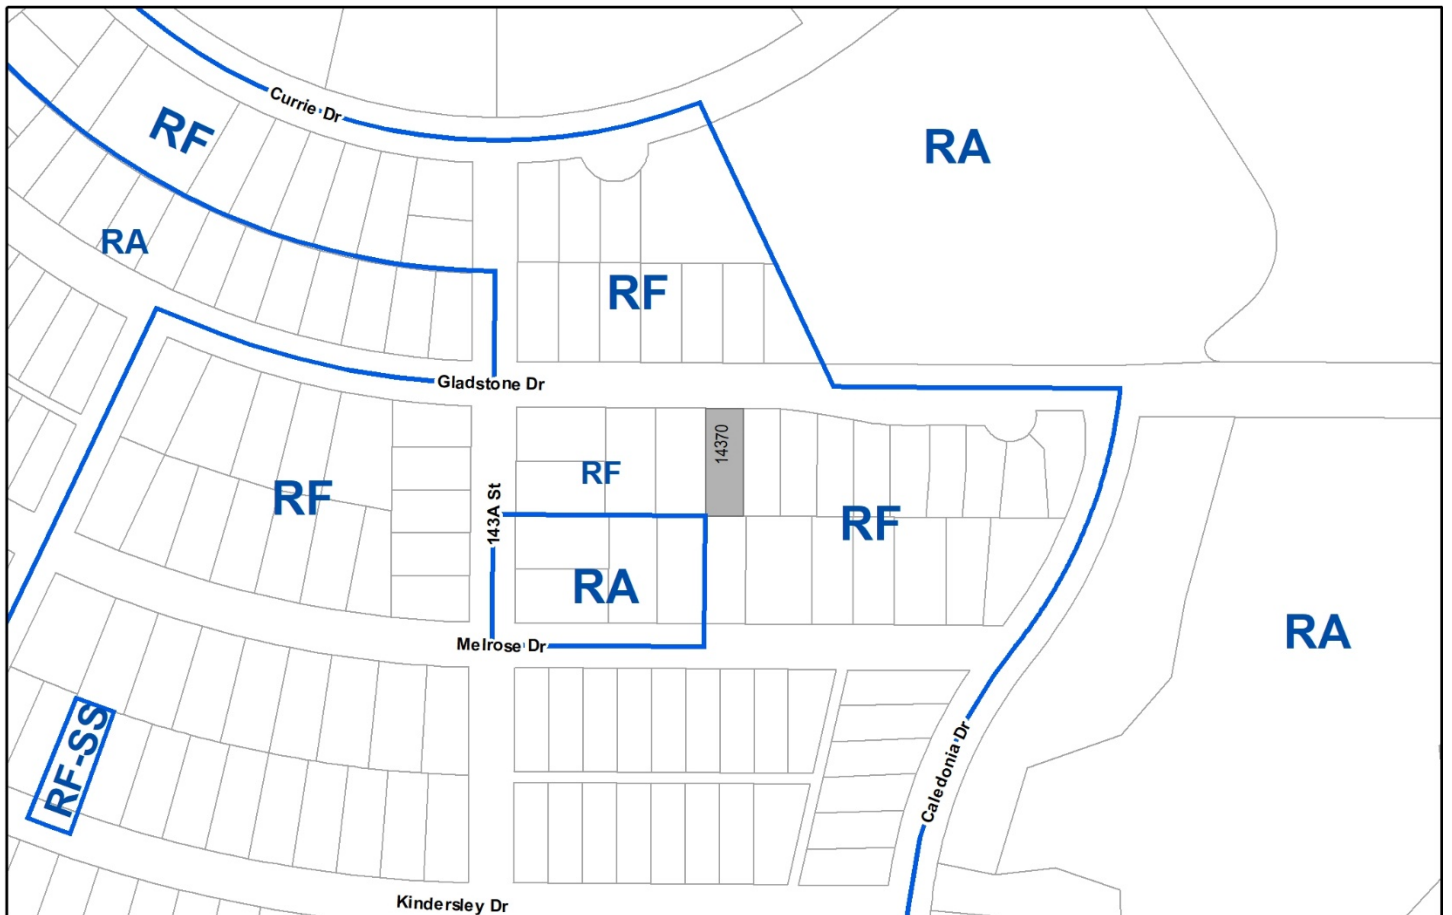 Currie Dr
RF
RA
RA
RF
Gladstone Dr
14370
RF
RF
143A St
RF
RA
Melrose Dr
RA
RF-SS
Caledonia Dr
Kindersley Dr